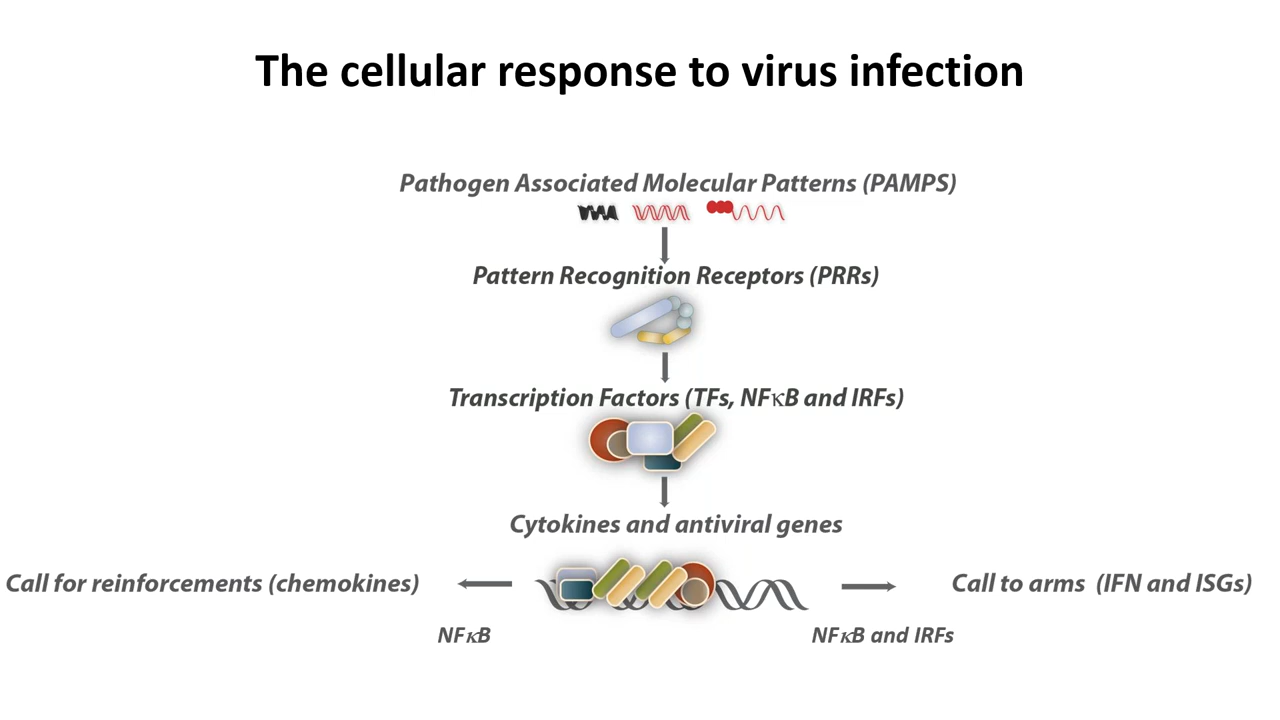 The cellular response to virus infection
Pathogen Associated Molecular Patterns (PAMPS)
Pattern Recognition Receptors (PRRs)
Transcription Factors (TFs, NFκB and IRFs)
Cytokines and antiviral genes
Call for reinforcements (chemokines)
Call to arms (IFN and ISGs)
NFκB
NFκB and IRFs